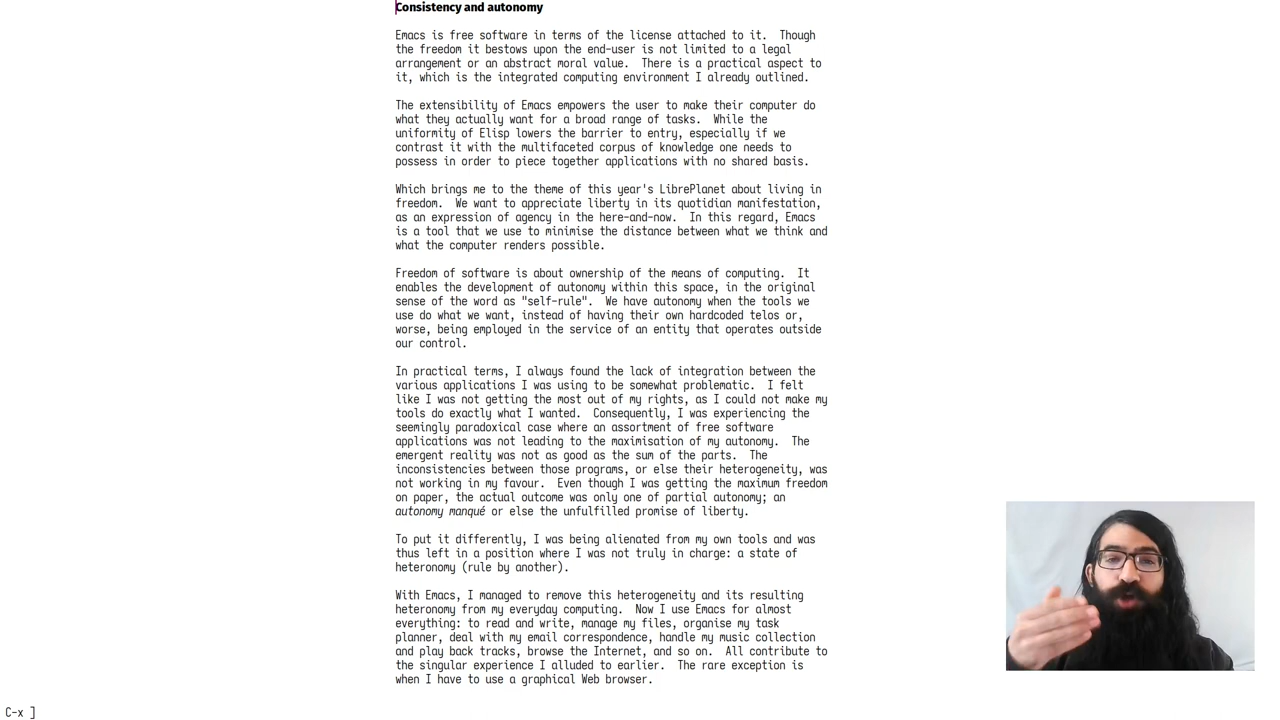 Consistency and autonomy
Emacs is free software in terms of the license attached to it.  Though
the freedom it bestows upon the end-user is not limited to a legal
arrangement or an abstract moral value.  There is a practical aspect to
it, which is the integrated computing environment I already outlined.
The extensibility of Emacs empowers the user to make their computer do
what they actually want for a broad range of tasks.  While the
uniformity of Elisp lowers the barrier to entry, especially if we
contrast it with the multifaceted corpus of knowledge one needs to
possess in order to piece together applications with no shared basis.
Which brings me to the theme of this year's LibrePlanet about living in
freedom.  We want to appreciate liberty in its quotidian manifestation,
as an expression of agency in the here-and-now.  In this regard, Emacs
is a tool that we use to minimise the distance between what we think and
what the computer renders possible.
Freedom of software is about ownership of the means of computing.  It
enables the development of autonomy within this space, in the original
sense of the word as "self-rule".  We have autonomy when the tools we
use do what we want, instead of having their own hardcoded telos or,
worse, being employed in the service of an entity that operates outside
our control.
In practical terms, I always found the lack of integration between the
various applications I was using to be somewhat problematic.  I felt
like I was not getting the most out of my rights, as I could not make my
tools do exactly what I wanted.  Consequently, I was experiencing the
seemingly paradoxical case where an assortment of free software
applications was not leading to the maximisation of my autonomy.  The
emergent reality was not as good as the sum of the parts.  The
inconsistencies between those programs, or else their heterogeneity, was
not working in my favour.  Even though I was getting the maximum freedom
on paper, the actual outcome was only one of partial autonomy; an
autonomy manqué or else the unfulfilled promise of liberty.
To put it differently, I was being alienated from my own tools and was
thus left in a position where I was not truly in charge: a state of
heteronomy (rule by another).
With Emacs, I managed to remove this heterogeneity and its resulting
heteronomy from my everyday computing.  Now I use Emacs for almost
everything: to read and write, manage my files, organise my task
planner, deal with my email correspondence, handle my music collection
and play back tracks, browse the Internet, and so on.  All contribute to
the singular experience I alluded to earlier.  The rare exception is
when I have to use a graphical Web browser.
C-x ]